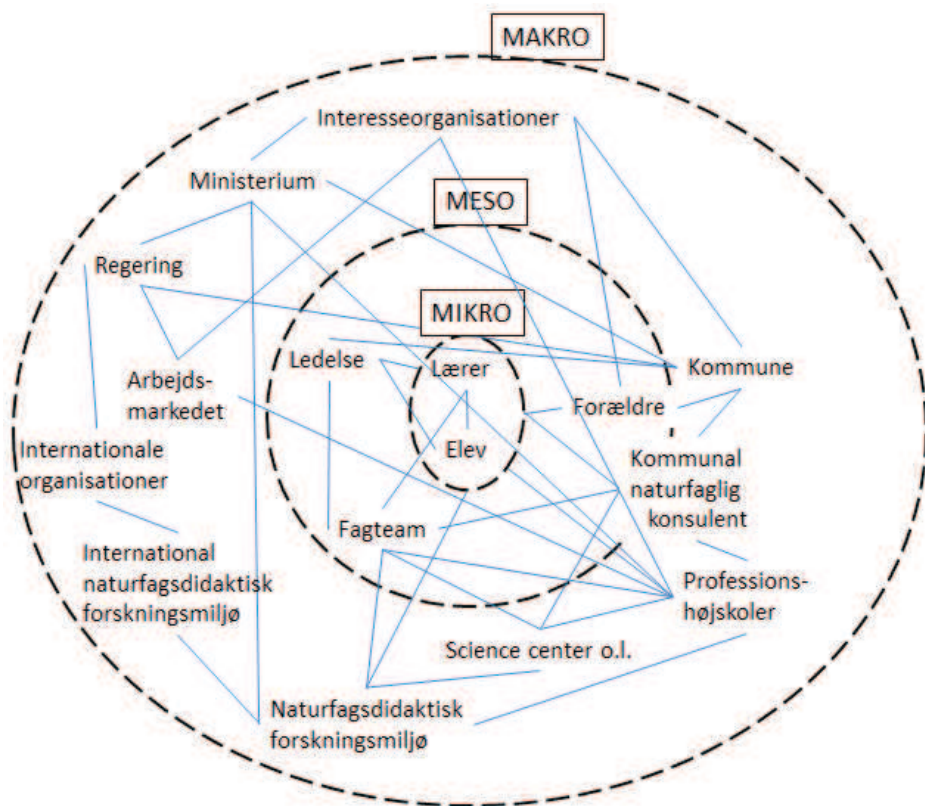 MAKRO
Interesseorganisationer
Ministerium
MESO
Regering
MIKRO
Ledelse
Lærer
Kommune
Arbejds-
markedet
Forældre
Internationale
organisationer
Elev
Kommunal
naturfaglig
konsulent
Fagteam
International
naturfagsdidaktisk
forskningsmiljø
Professions-
højskoler
Science center o.l.
Naturfagsdidaktisk
forskningsmiljø